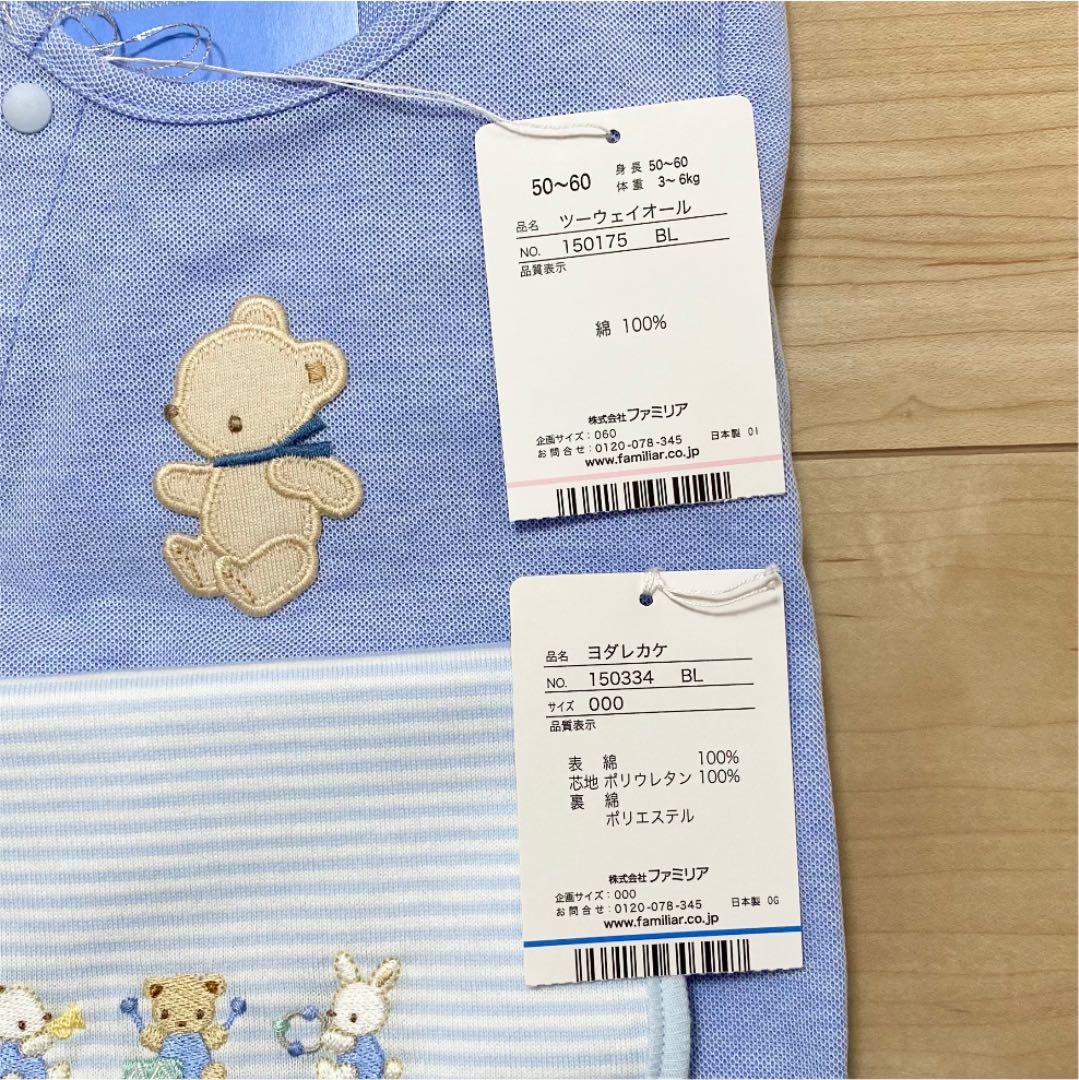 50~60
身長 50~60
体重 3~6kg
品名 ツーウェイオール
NO. 150175 BL
品質表示
綿 100%
株式会社ファミリア
企画サイズ:060
お問合せ:0120-078-345 日本製 01
www.familiar.co.jp
品名 ヨダレカケ
NO. 150334 BL
サイズ 000
品質表示
表 綿 100%
芯地 ポリウレタン 100%
裏 綿
ポリエステル
株式会社ファミリア
企画サイズ:000
お問合せ:0120-078-345 日本製 0G
www.familiar.co.jp